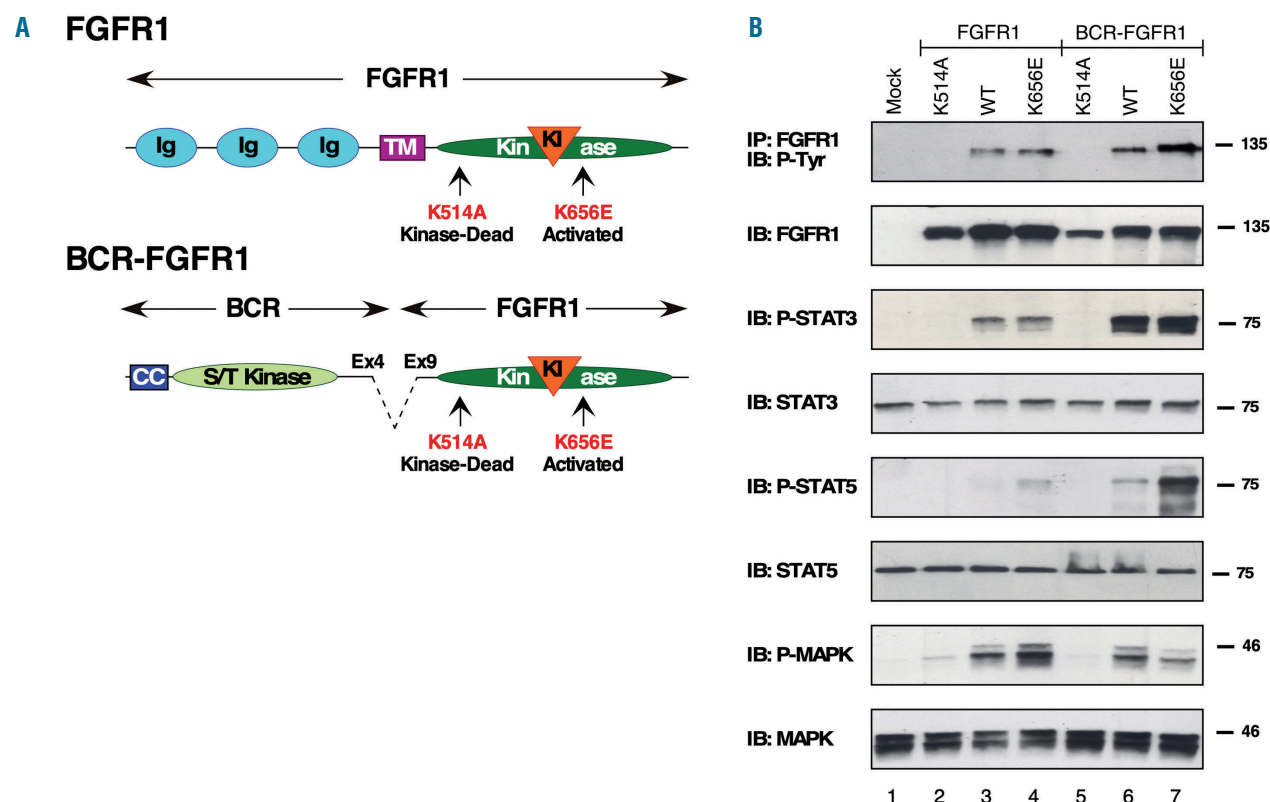 A
FGFR1
FGFR1
Ig Ig Ig TM Kin KI ase
K514A K656E
Kinase-Dead Activated
BCR-FGFR1
BCR FGFR1
CC S/T Kinase Ex4 Ex9 Kin KI ase
K514A K656E
Kinase-Dead Activated
B
FGFR1 BCR-FGFR1
Mock K514A WT K656E K514A WT K656E
IP: FGFR1
IB: P-Tyr
135
IB: FGFR1 135
IB: P-STAT3 75
IB: STAT3 75
IB: P-STAT5 75
IB: STAT5 75
IB: P-MAPK 46
IB: MAPK 46
1 2 3 4 5 6 7